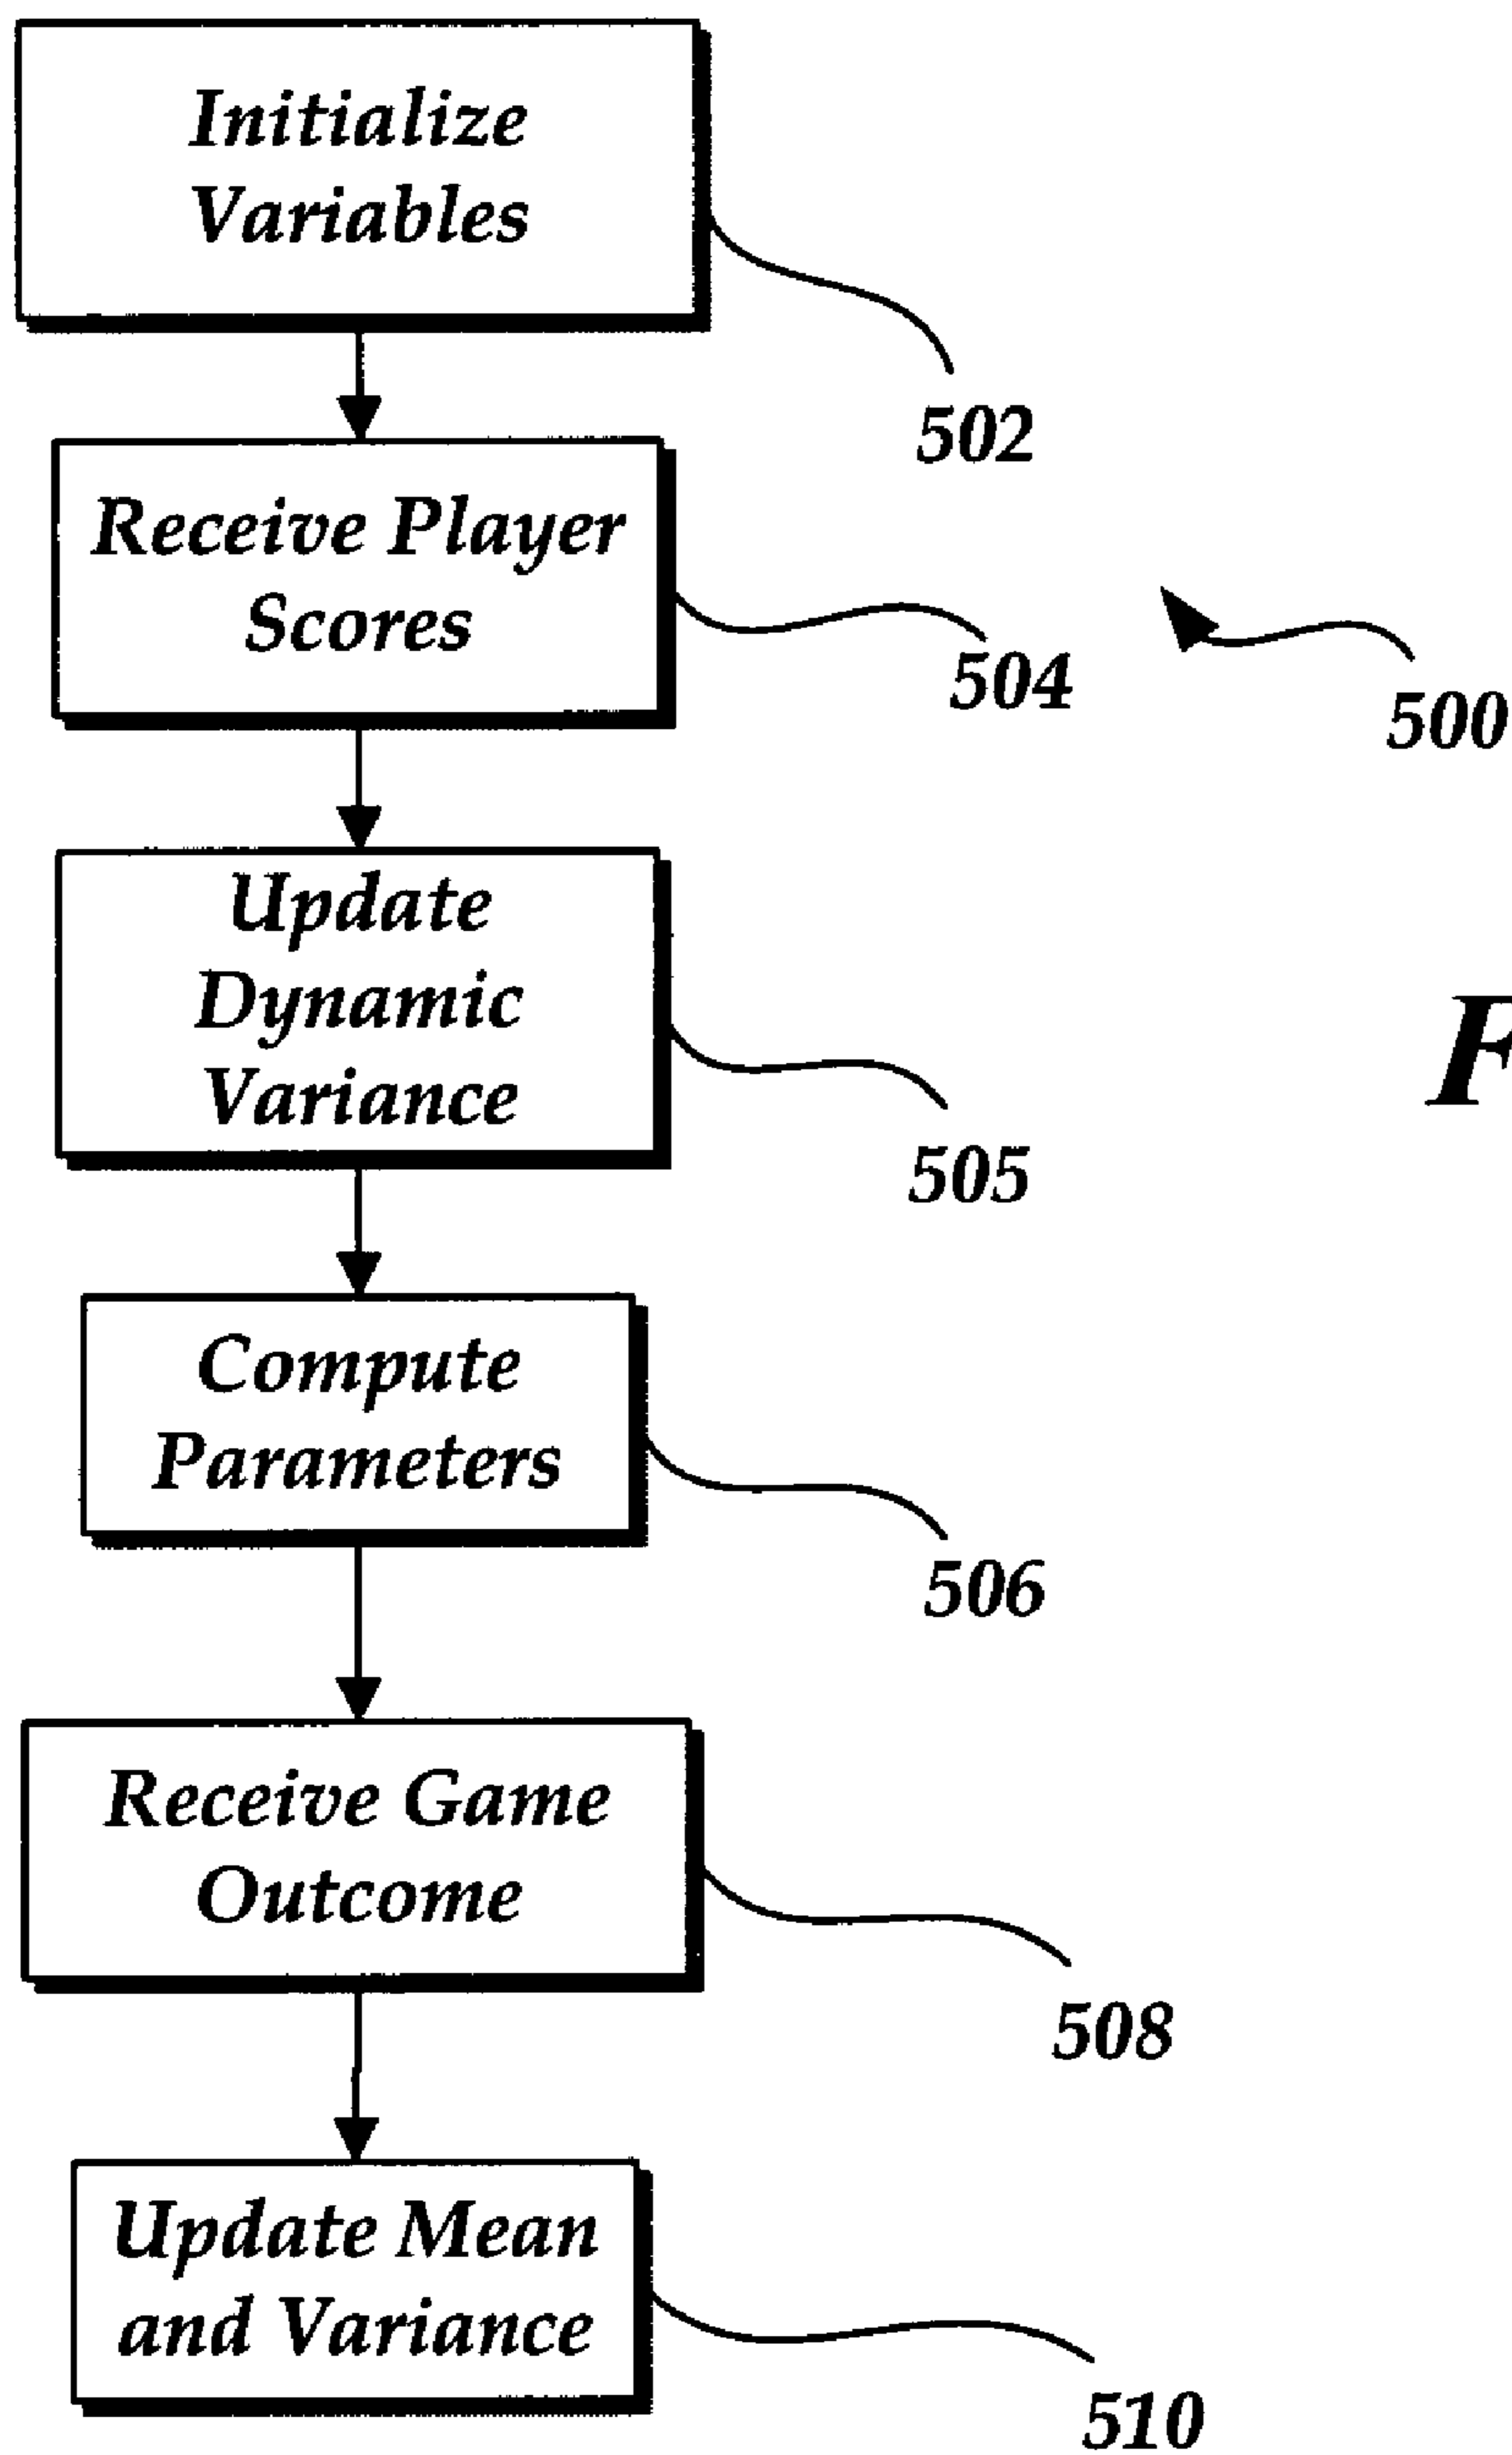 Initialize
Variables
502
Receive Player
Scores
504
500
Update
Dynamic
Variance
505
F
Compute
Parameters
506
Receive Game
Outcome
508
Update Mean
and Variance
510